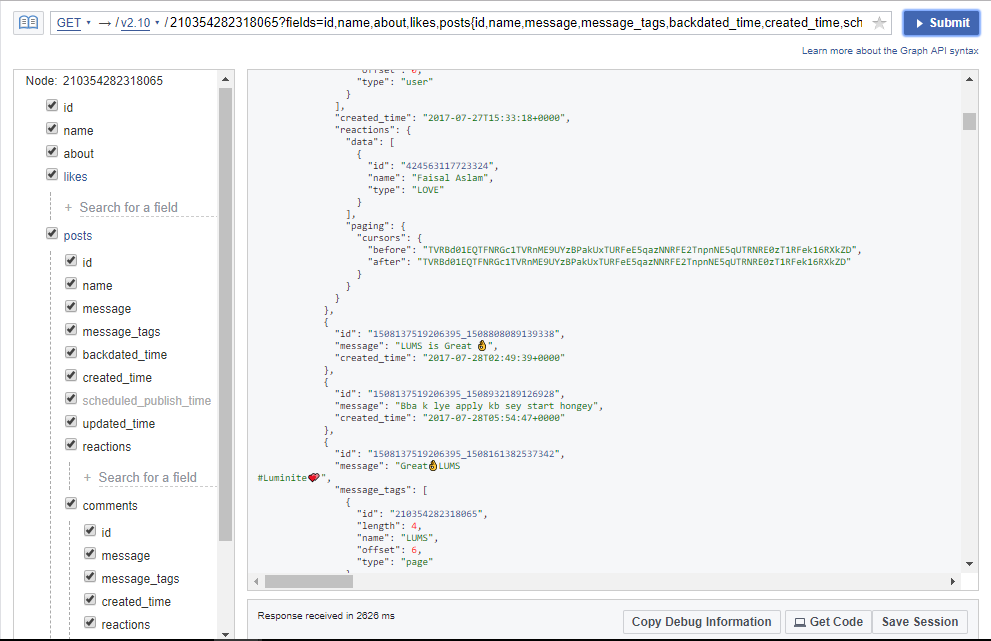 GET → / v2.10 / /210354282318065?fields=id,name,about,likes,posts{id,name,message,message_tags,backdated_time,created_time,sch
Submit
Learn more about the Graph API syntax
Node: 210354282318065
id
name
about
likes
+ Search for a field
posts
id
name
message
message_tags
backdated_time
created_time
scheduled_publish_time
updated_time
reactions
+ Search for a field
comments
id
message
message_tags
created_time
reactions
"offset": 0,
"type": "user"
}
],
"created_time": "2017-07-27T15:33:18+0000",
"reactions": {
"data": [
{
"id": "424563117723324",
"name": "Faisal Aslam",
"type": "LOVE"
}
],
"paging": {
"cursors": {
"before": "TVRBd01EQTFNRGc1TVRnME9UYzBPakUxTURFeE5qazNNRFE2TnpnNE5qUTRNRE0zT1RFek16RXkZD",
"after": "TVRBd01EQTFNRGc1TVRnME9UYzBPakUxTURFeE5qazNNRFE2TnpnNE5qUTRNRE0zT1RFek16RXkZD"
}
}
}
},
{
"id": "1508137519206395_1508808089139338",
"message": "LUMS is Great 👌",
"created_time": "2017-07-28T02:49:39+0000"
},
{
"id": "1508137519206395_1508932189126928",
"message": "Bba k lye apply kb sey start hongey",
"created_time": "2017-07-28T05:54:47+0000"
},
{
"id": "1508137519206395_1508161382537342",
"message": "Great👌LUMS
#Luminite💓",
"message_tags": [
{
"id": "210354282318065",
"length": 4,
"name": "LUMS",
"offset": 6,
"type": "page"
Response received in 2626 ms
Copy Debug Information
Get Code
Save Session